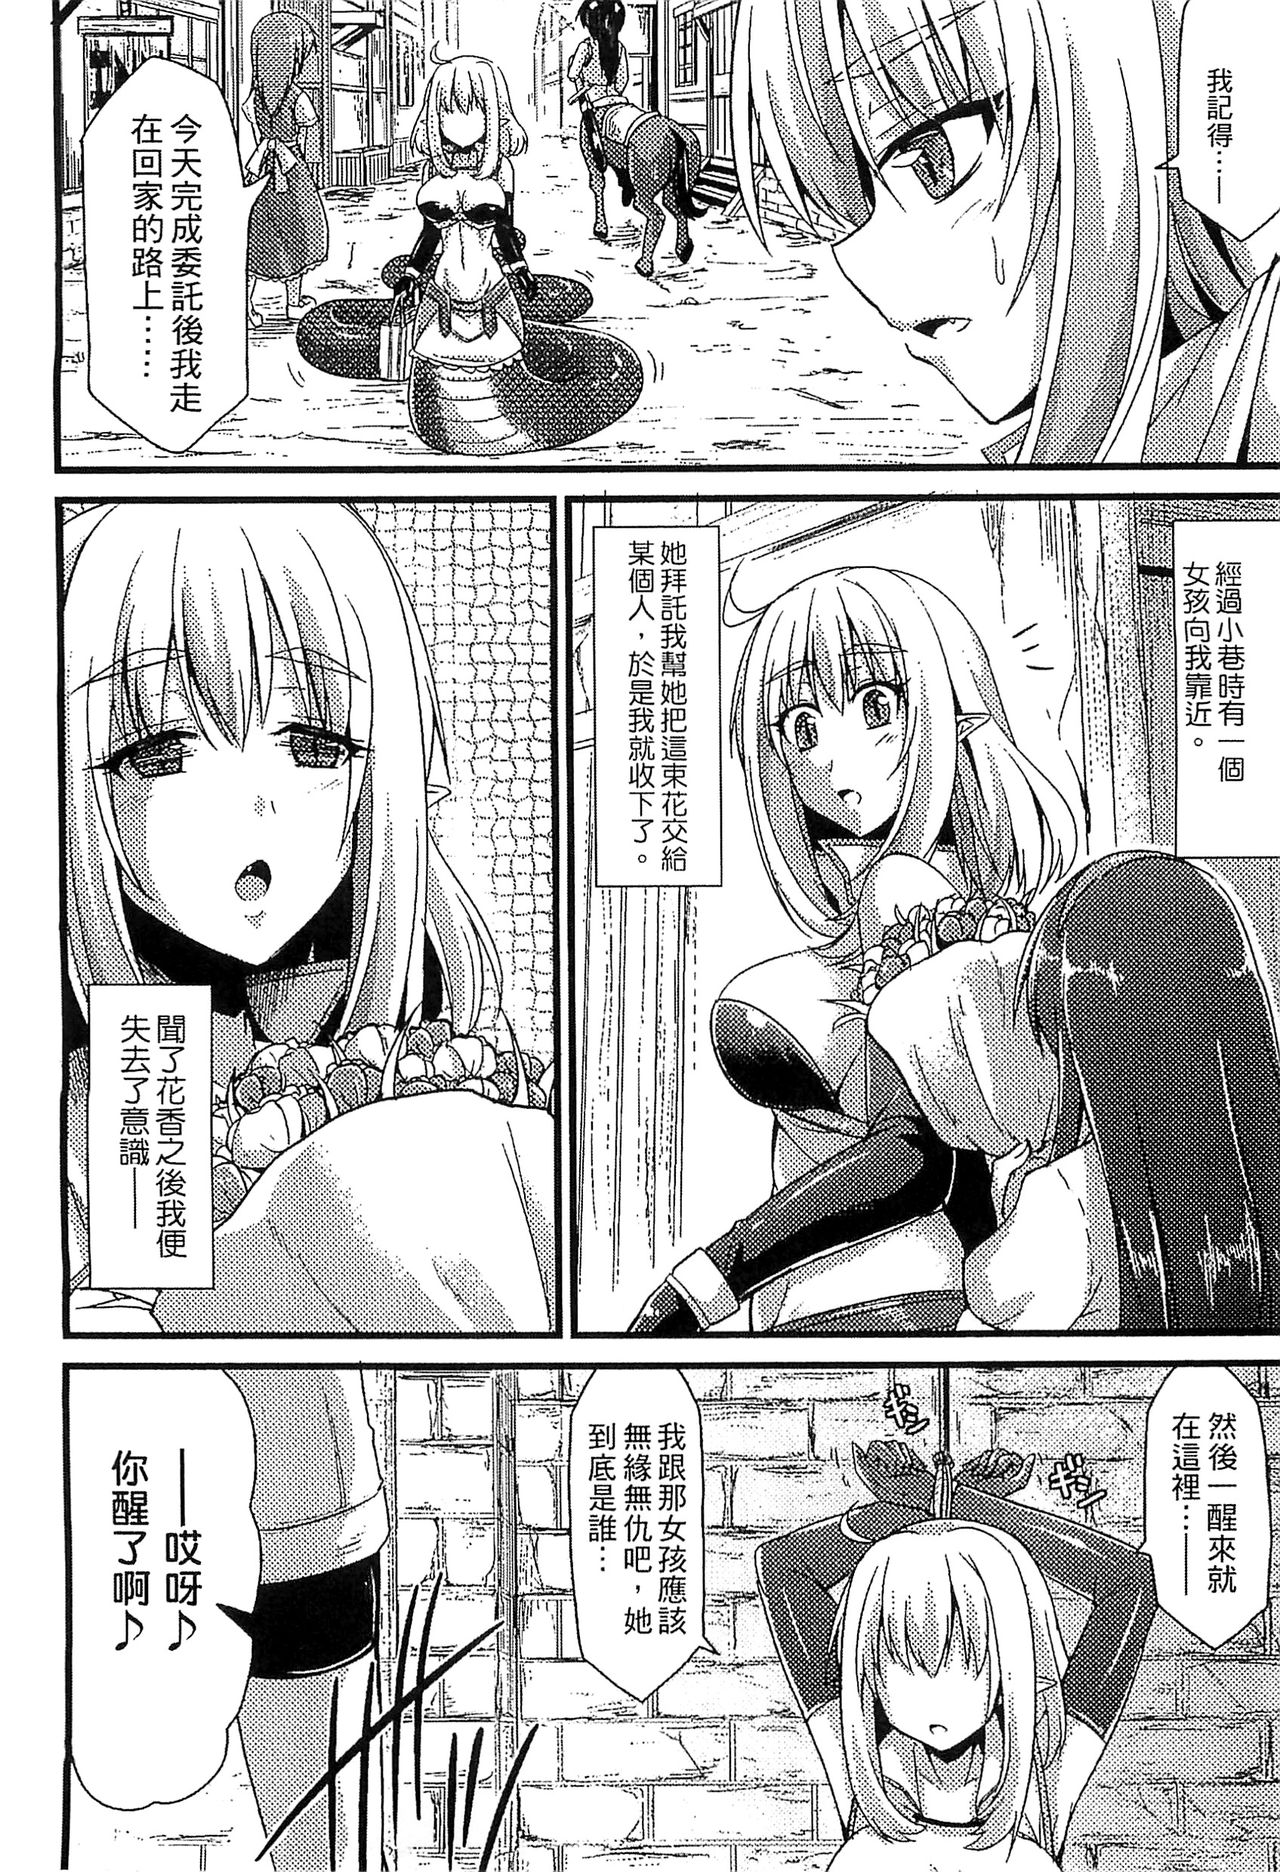 我記得…
今天完成委託後我走
在回家的路上……
經過小巷時有一個
女孩向我靠近。
她拜託我幫她把這束花交給
某個人，於是我就收下了。
聞了花香之後我便
失去了意識──
然後一醒來就
在這裡…
ギギ
ギシ
我跟那女孩應該
無緣無仇吧，她
到底是誰…
──哎呀♪
你醒了啊♪